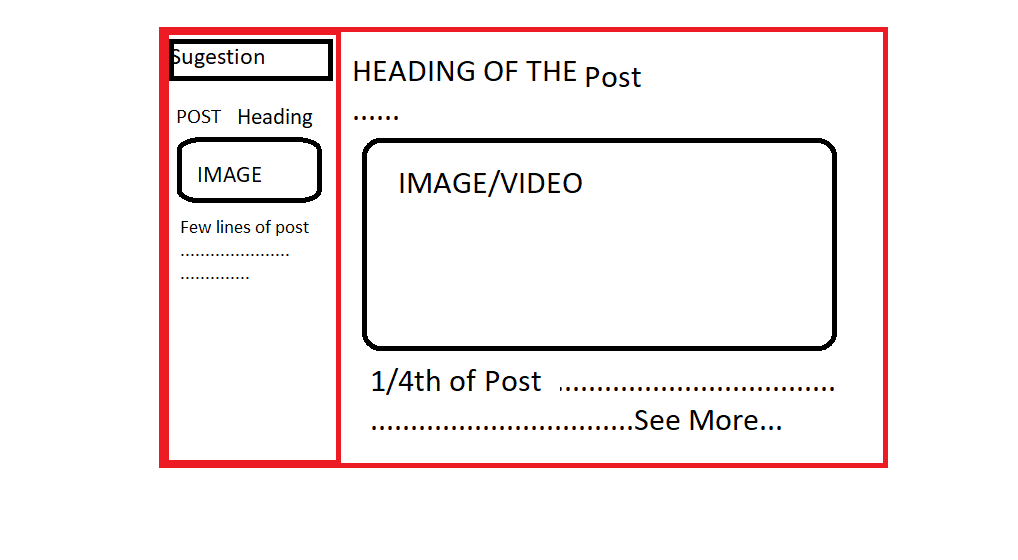 Sugestion
POST Heading
IMAGE
Few lines of post
......................
..............
HEADING OF THE Post
......
IMAGE/VIDEO
1/4th of Post ..................................
.................................See More...